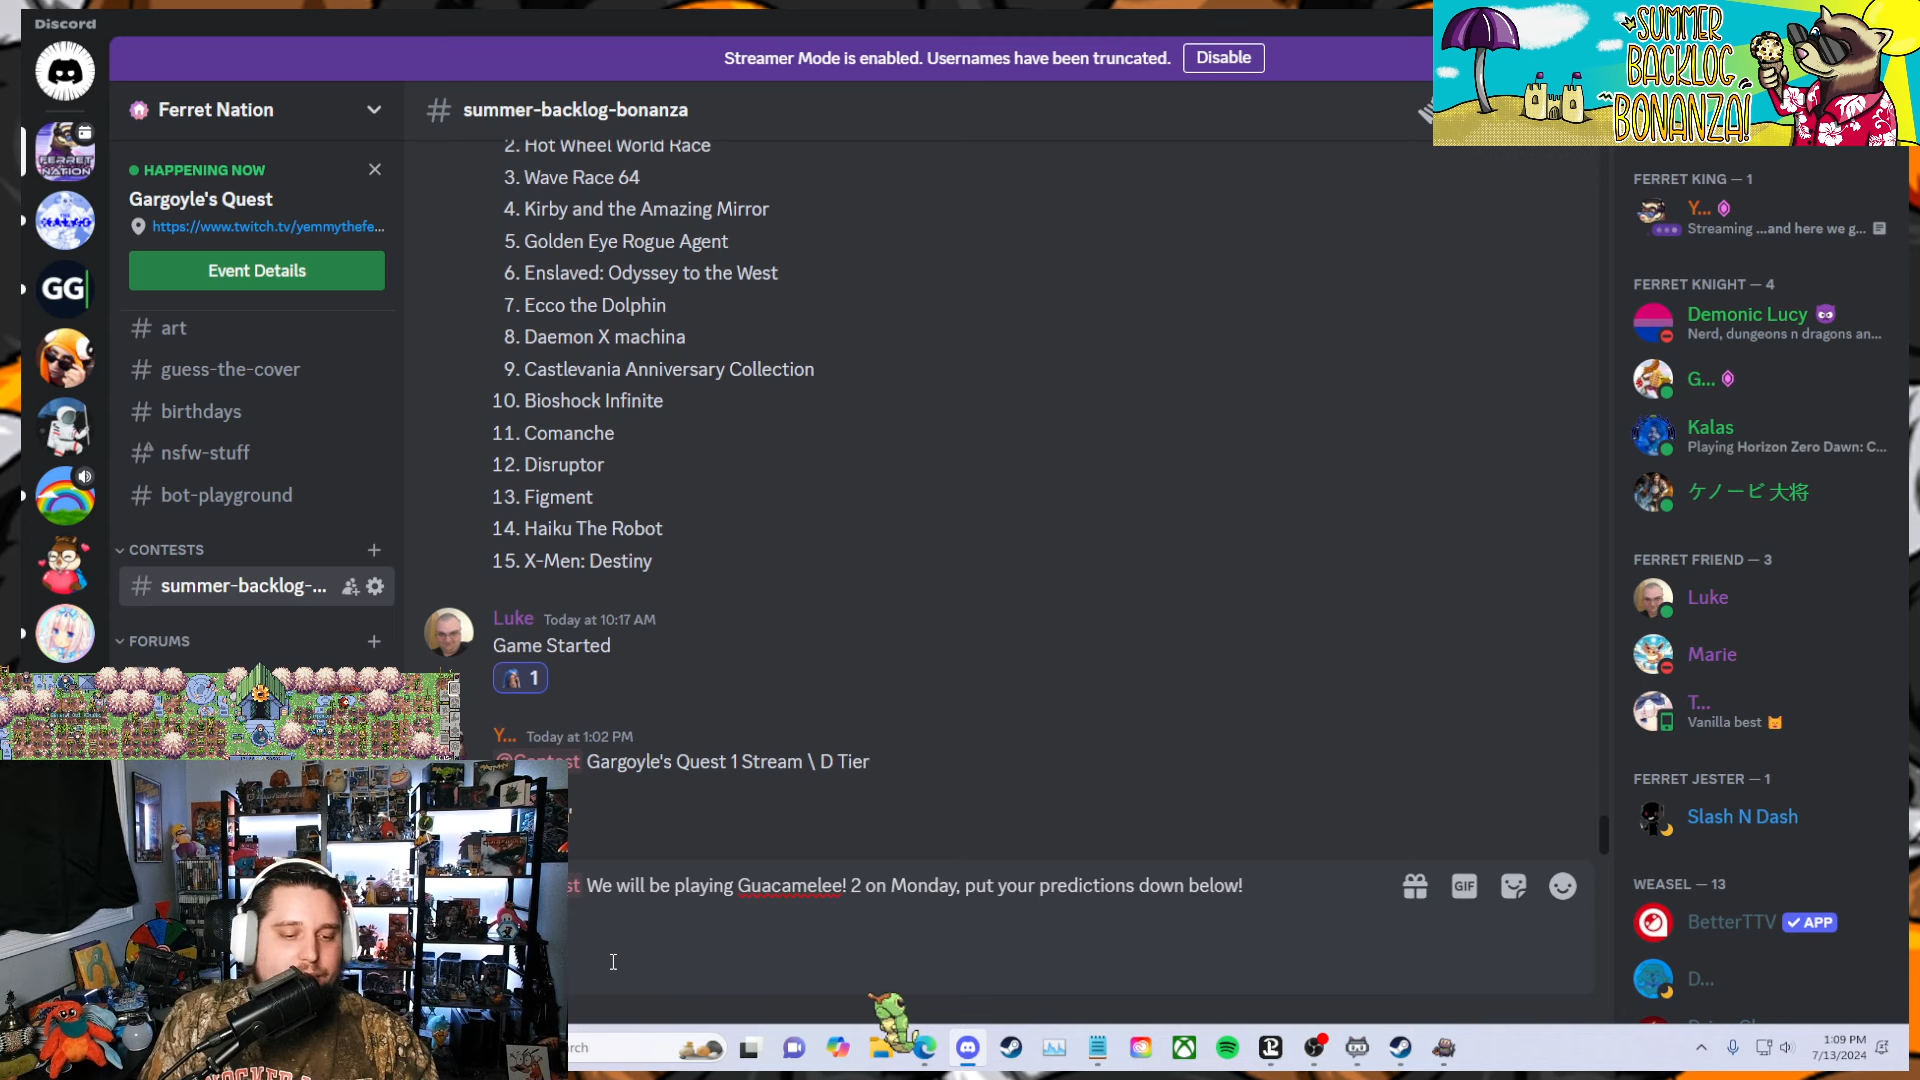 Discord
Streamer Mode is enabled. Usernames have been truncated.
Disable
SUMMER
BACKLOG
BONANZA!
Ferret Nation
summer-backlog-bonanza
HAPPENING NOW
Gargoyle's Quest
https://www.twitch.tv/yemmythefe...
Event Details
art
guess-the-cover
birthdays
nsfw-stuff
bot-playground
CONTESTS
summer-backlog-...
FORUMS
FERRET NATION
GG
2. Hot Wheel World Race
3. Wave Race 64
4. Kirby and the Amazing Mirror
5. Golden Eye Rogue Agent
6. Enslaved: Odyssey to the West
7. Ecco the Dolphin
8. Daemon X machina
9. Castlevania Anniversary Collection
10. Bioshock Infinite
11. Comanche
12. Disruptor
13. Figment
14. Haiku The Robot
15. X-Men: Destiny
Luke Today at 10:17 AM
Game Started
1
Y... Today at 1:02 PM
@Contest Gargoyle's Quest 1 Stream \ D Tier
st We will be playing Guacamelee! 2 on Monday, put your predictions down below!
GIF
FERRET KING — 1
Y...
Streaming ...and here we g...
FERRET KNIGHT — 4
Demonic Lucy
Nerd, dungeons n dragons an...
G...
Kalas
Playing Horizon Zero Dawn: C...
ケノービ 大将
FERRET FRIEND — 3
Luke
Marie
T...
Vanilla best
FERRET JESTER — 1
Slash N Dash
WEASEL — 13
BetterTTV APP
D...
rch
1:09 PM
7/13/2024